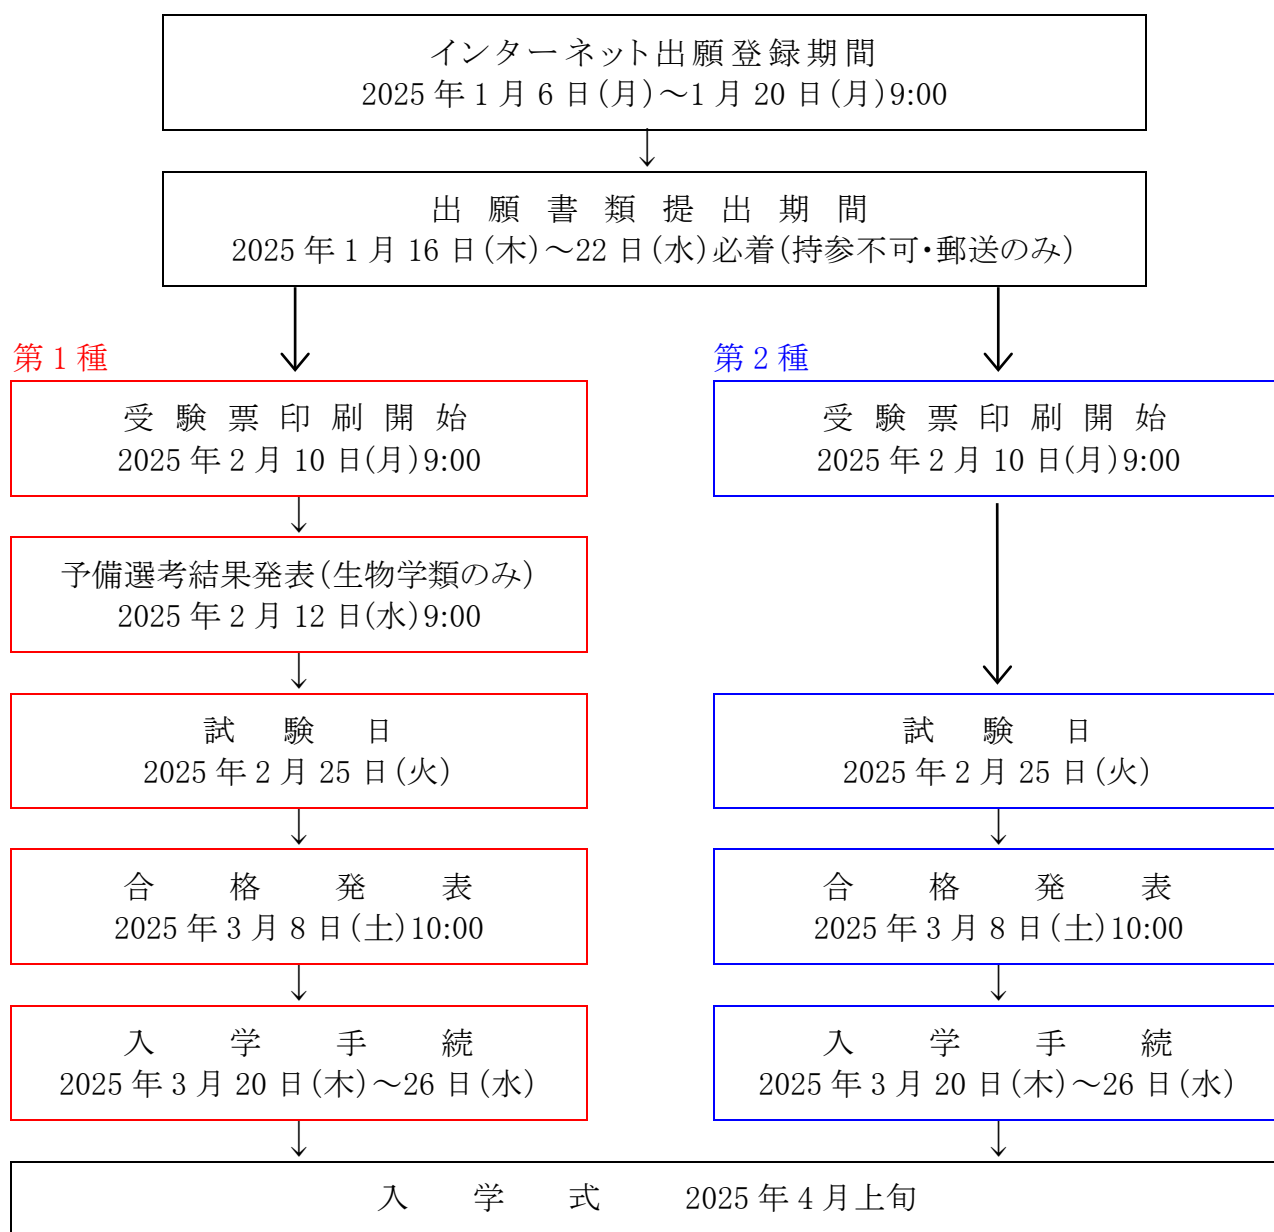 インターネット出願登録期間
2025年1月6日(月)～1月20日(月)9:00
出願書類提出期間
2025年1月16日(木)～22日(水)必着(持参不可・郵送のみ)
第1種
受験票印刷開始
2025年2月10日(月)9:00
予備選考結果発表(生物学類のみ)
2025年2月12日(水)9:00
試験日
2025年2月25日(火)
合格発表
2025年3月8日(土)10:00
入学手続
2025年3月20日(木)～26日(水)
第2種
受験票印刷開始
2025年2月10日(月)9:00
試験日
2025年2月25日(火)
合格発表
2025年3月8日(土)10:00
入学手続
2025年3月20日(木)～26日(水)
入学式 2025年4月上旬